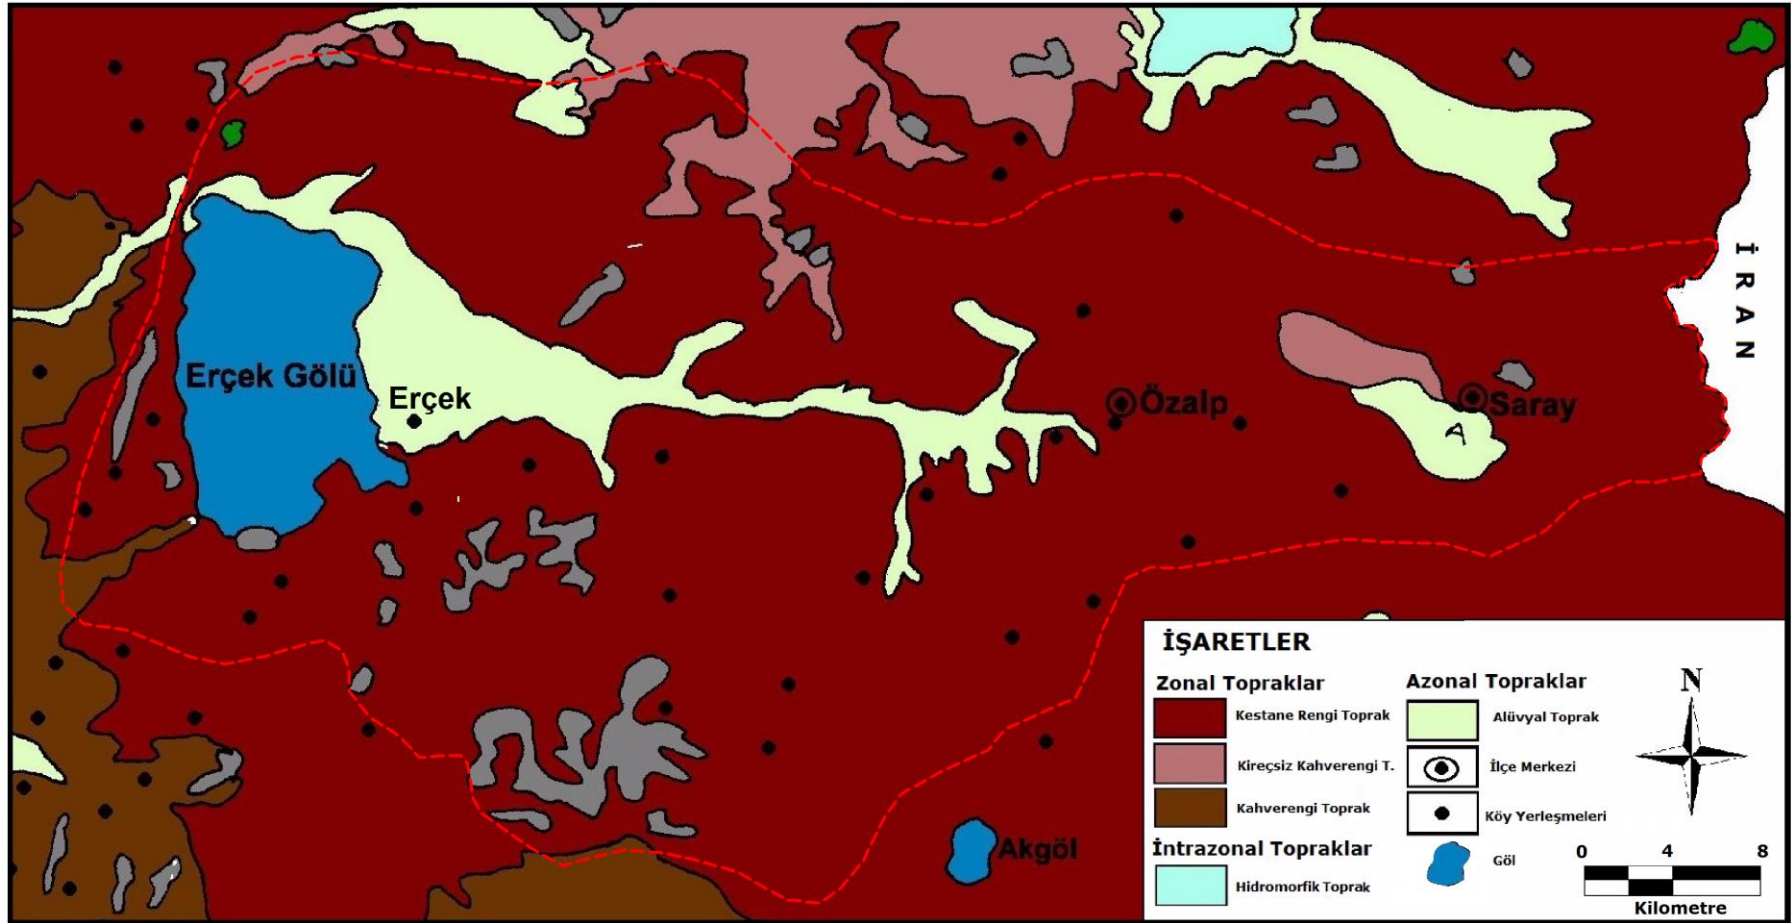 İRAN
Erçek Gölü
Erçek
Özalp
Saray
A
Akgöl
İŞARETLER
Zonal Topraklar
Kestane Rengi Toprak
Kireçsiz Kahverengi T.
Kahverengi Toprak
İntrazonal Topraklar
Hidromorfik Toprak
Azonal Topraklar
Alüvyal Toprak
İlçe Merkezi
Köy Yerleşmeleri
Göl
N
0 4 8
Kilometre